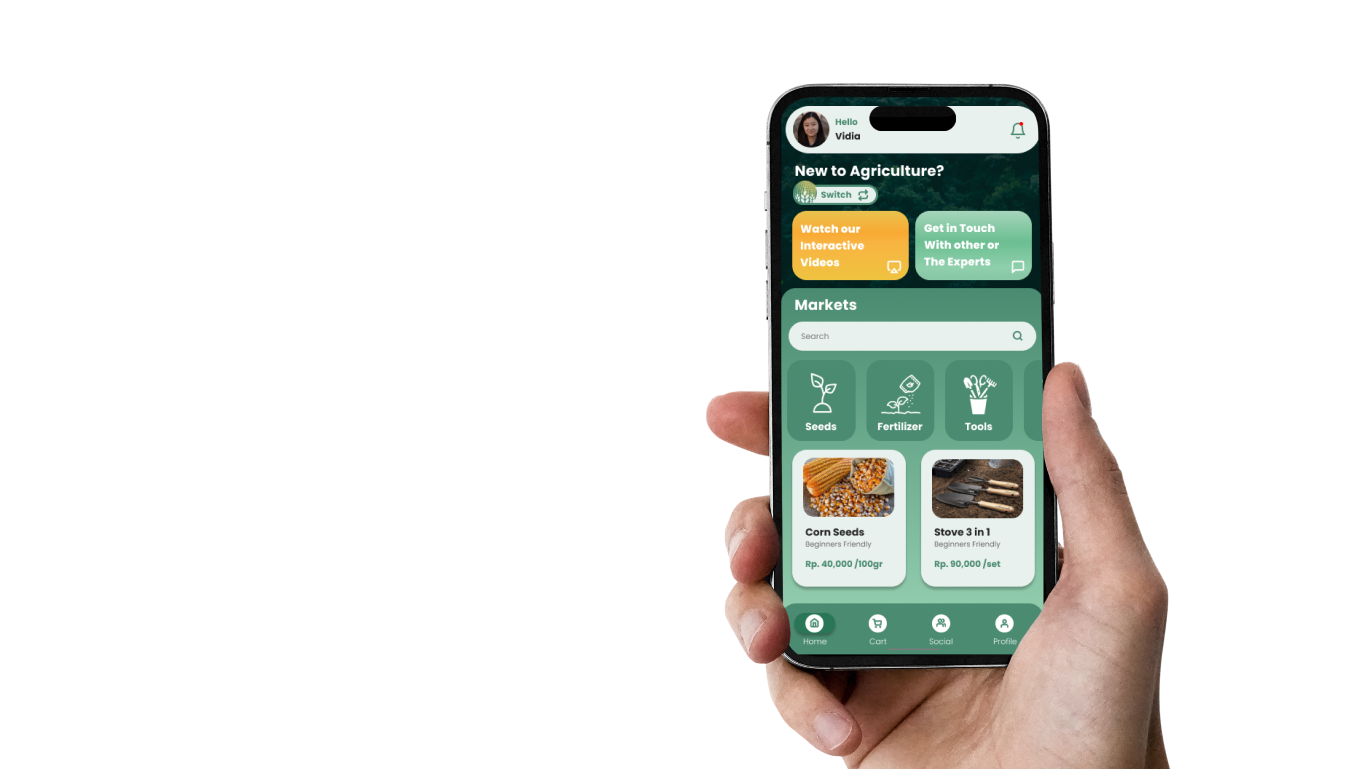 Hello
Vidia
New to Agriculture?
Switch
Watch our
Interactive
Videos
Get in Touch
With other or
The Experts
Markets
Search
Seeds
Fertilizer
Tools
Corn Seeds
Beginners Friendly
Rp. 40,000 /100gr
Stove 3 in 1
Beginners Friendly
Rp. 90,000 /set
Home
Cart
Social
Profile